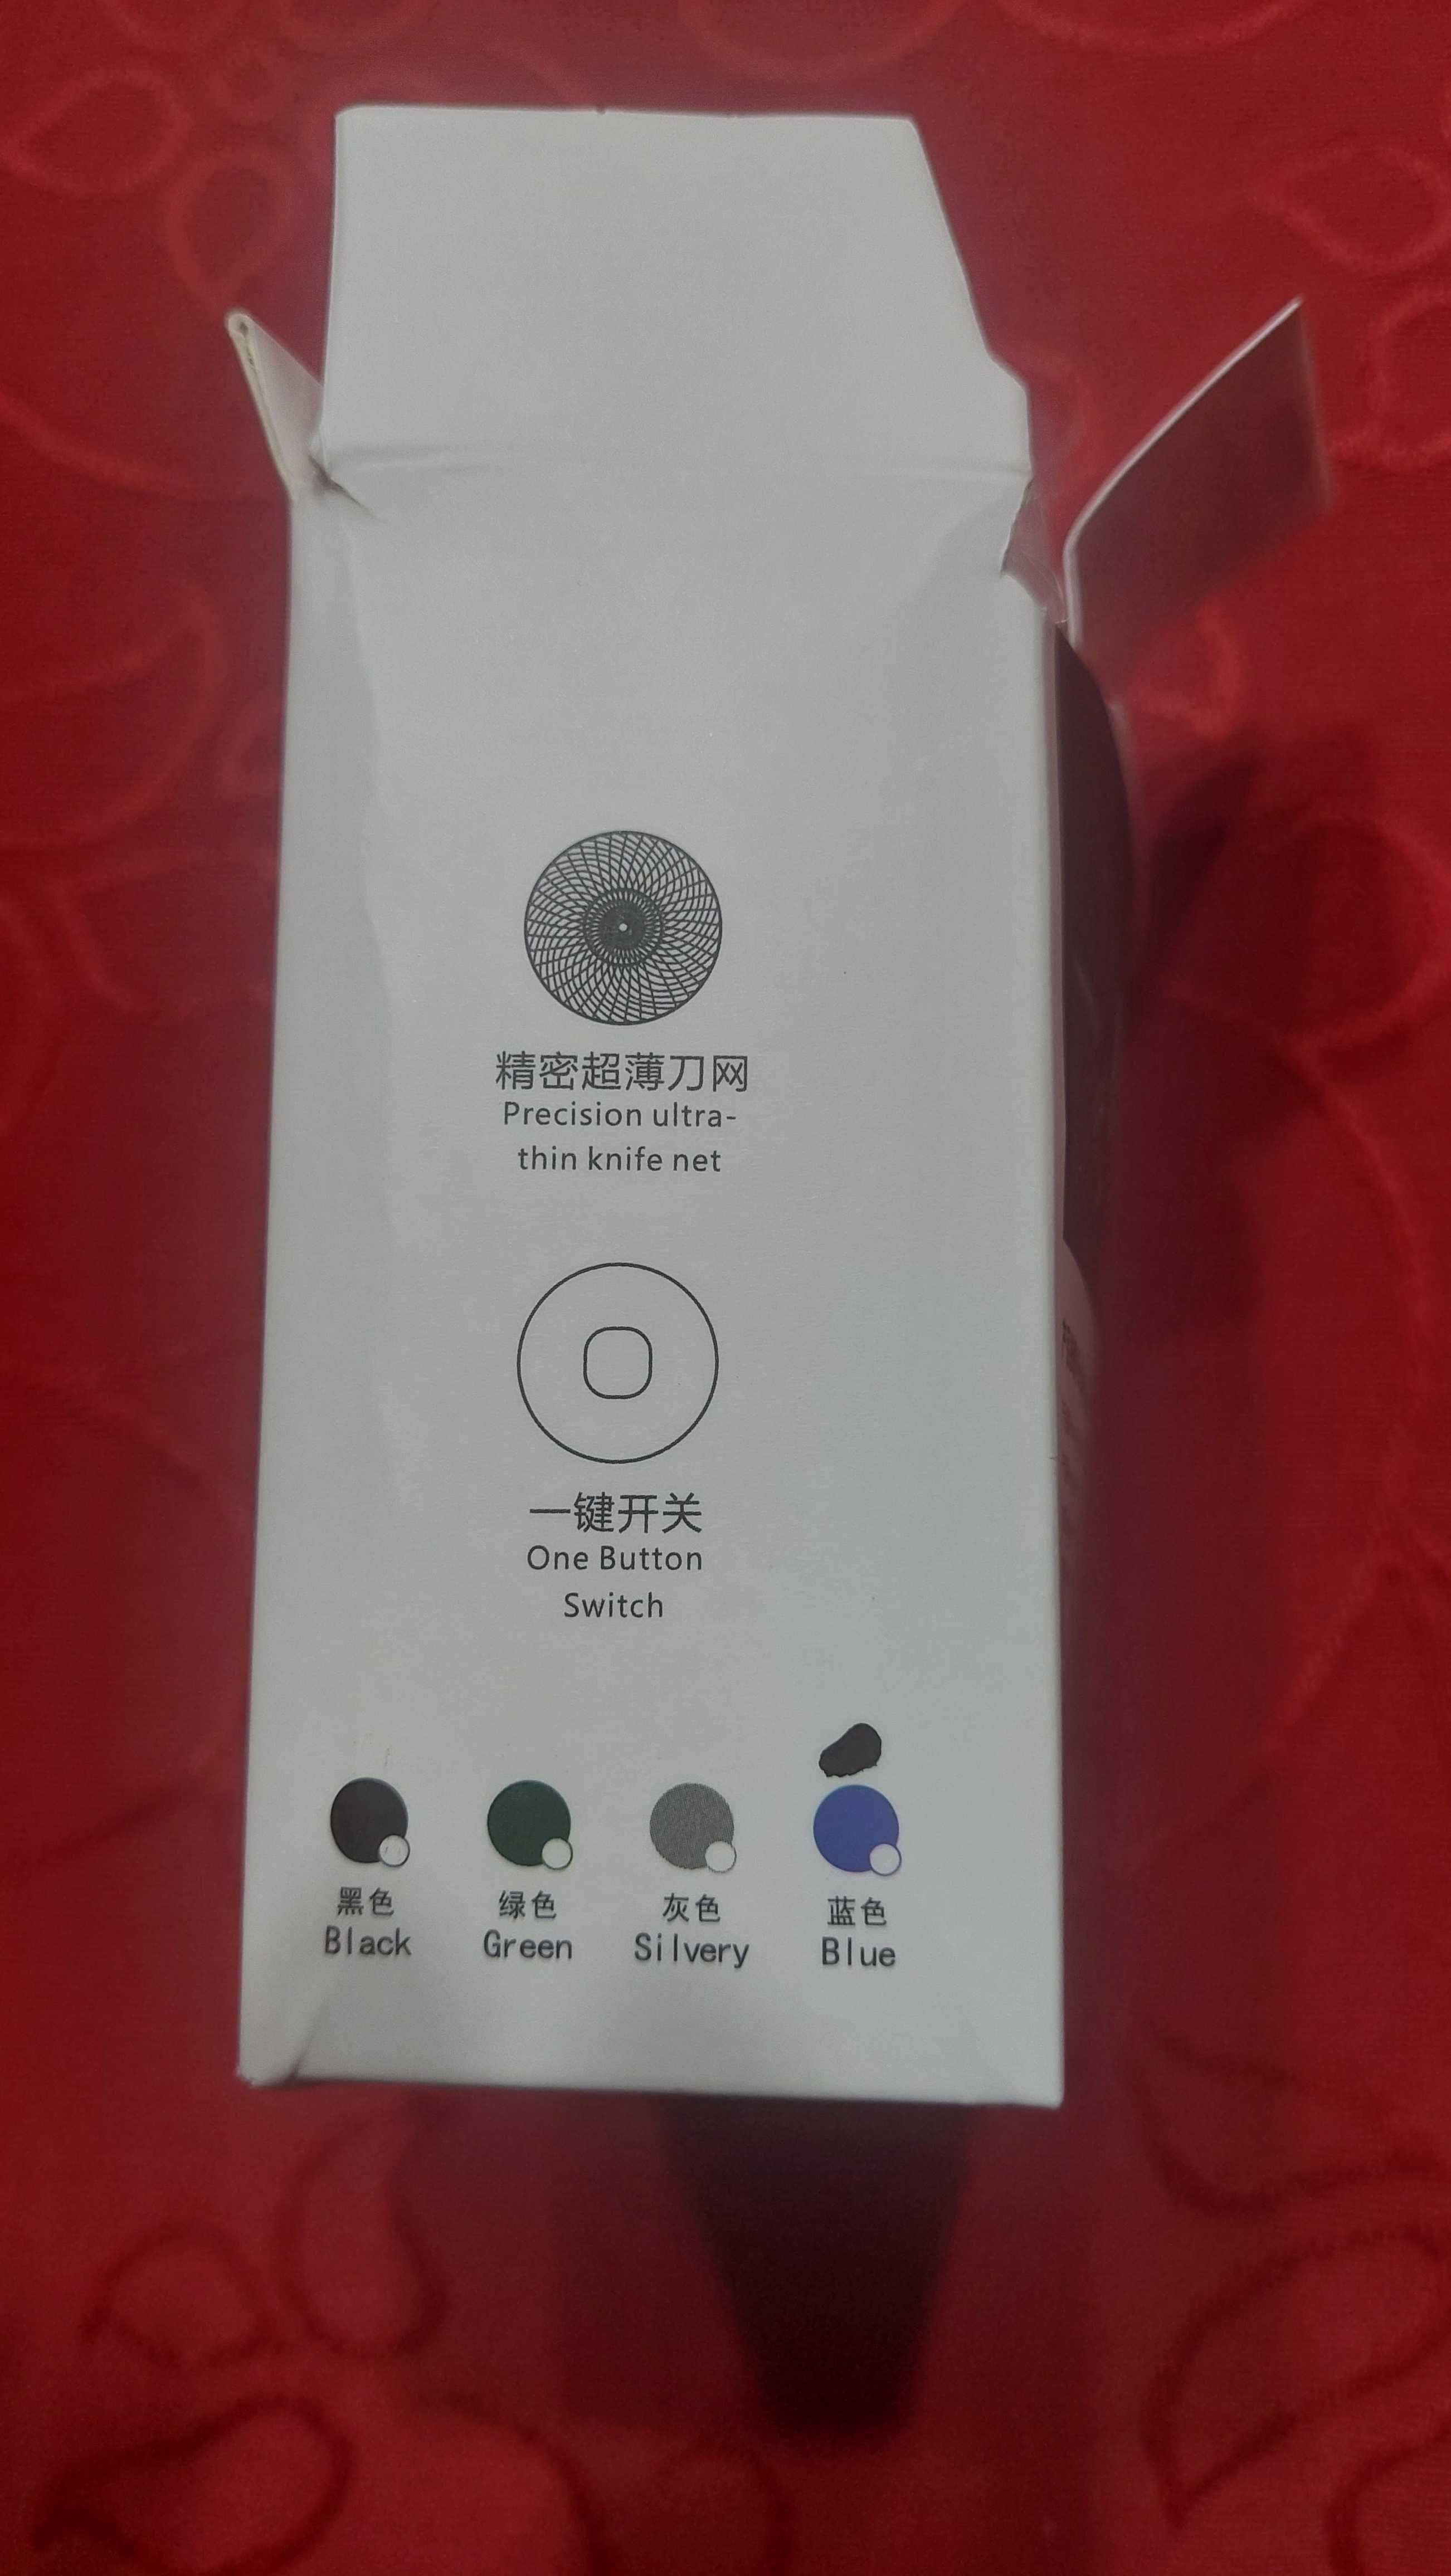 精密超薄刀网
Precision ultra-
thin knife net
一键开关
One Button
Switch
黑色 绿色 灰色 蓝色
Black Green Silvery Blue